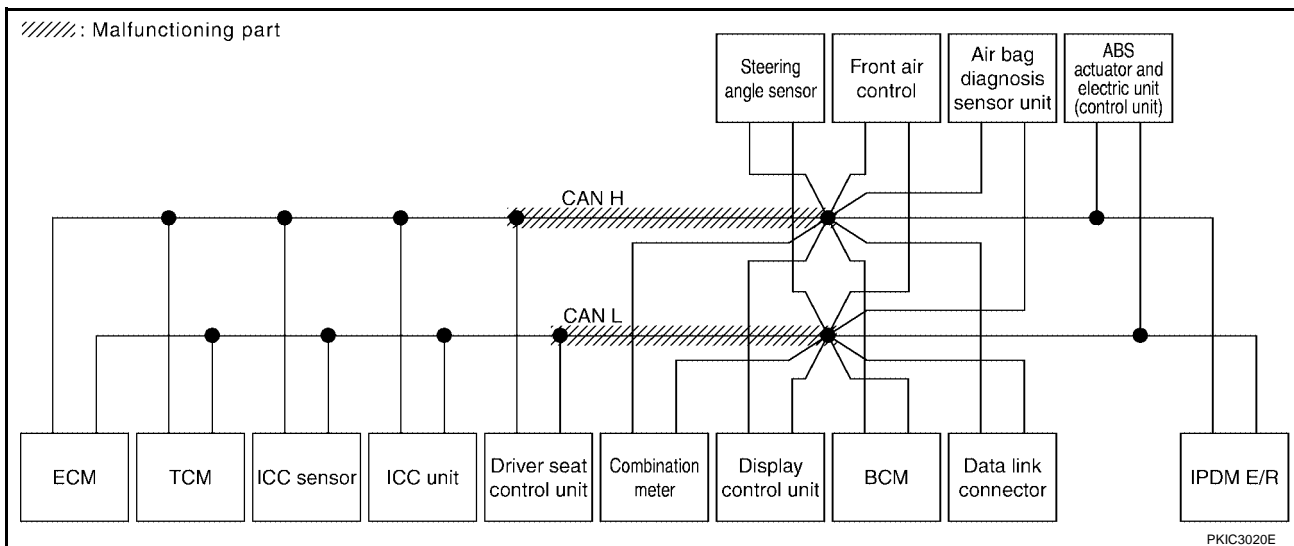 : Malfunctioning part
Steering
angle sensor
Front air
control
Air bag
diagnosis
sensor unit
ABS
actuator and
electric unit
(control unit)
CAN H
CAN L
ECM
TCM
ICC sensor
ICC unit
Driver seat
control unit
Combination
meter
Display
control unit
BCM
Data link
connector
IPDM E/R
PKIC3020E